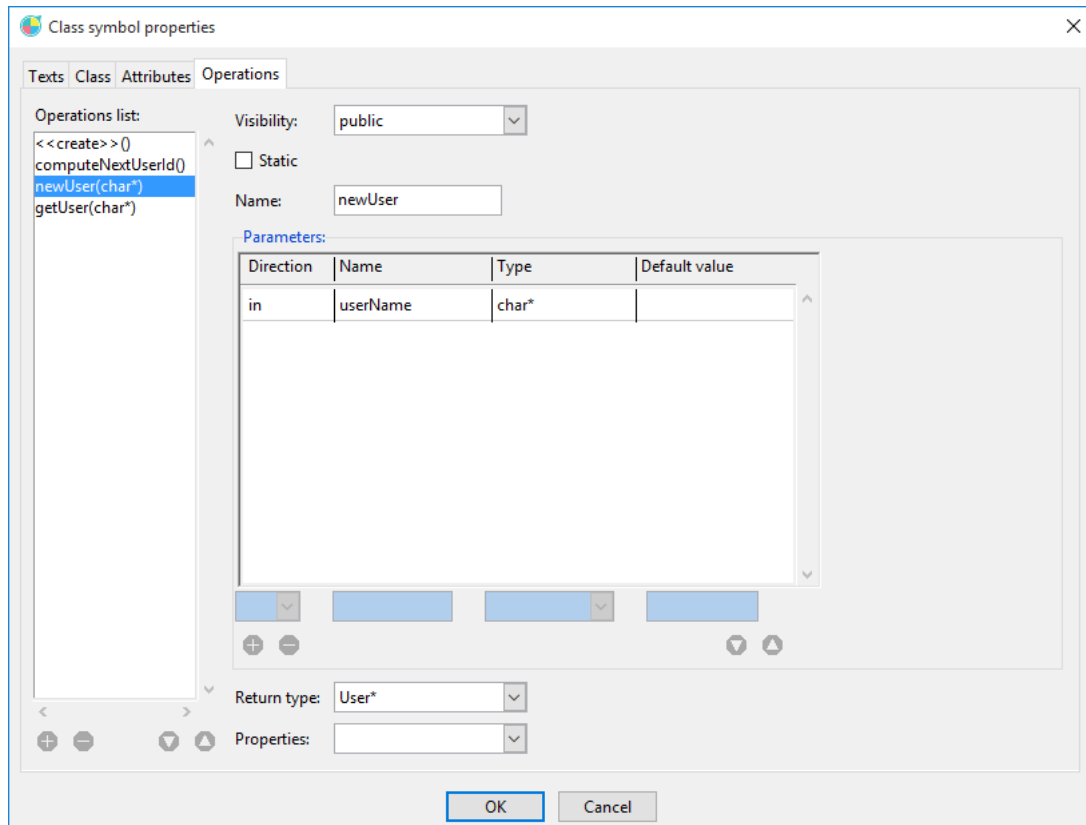 Class symbol properties
Texts Class Attributes Operations
Operations list:
<<create>>()
computeNextUserId()
newUser(char*)
getUser(char*)
Visibility: public
Static
Name: newUser
Parameters:
Direction Name Type Default value
in userName char*
Return type: User*
Properties:
OK Cancel